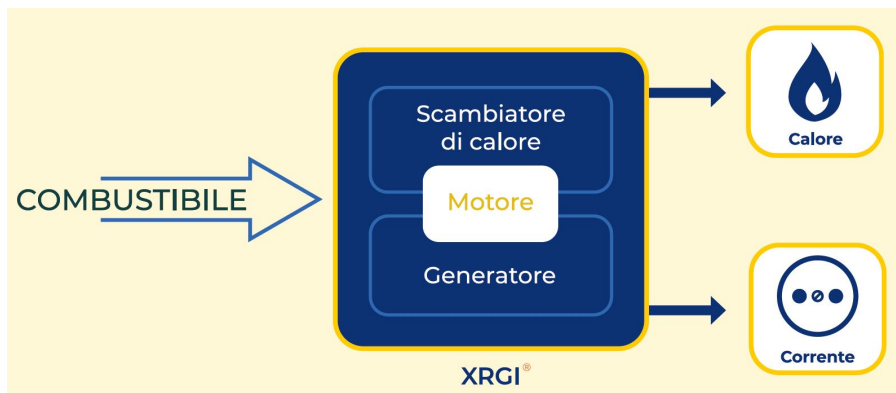 COMBUSTIBILE
Scambiatore
di calore
Motore
Generatore
XRGI®
Calore
Corrente